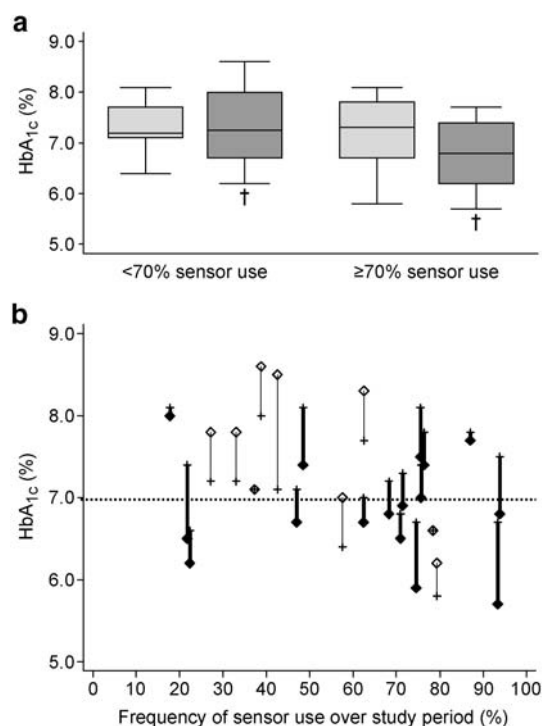 a
HbA1c (%)
9.0
8.0
7.0
6.0
5.0
†
†
<70% sensor use
≥70% sensor use
b
HbA1c (%)
9.0
8.0
7.0
6.0
5.0
0 10 20 30 40 50 60 70 80 90 100
Frequency of sensor use over study period (%)